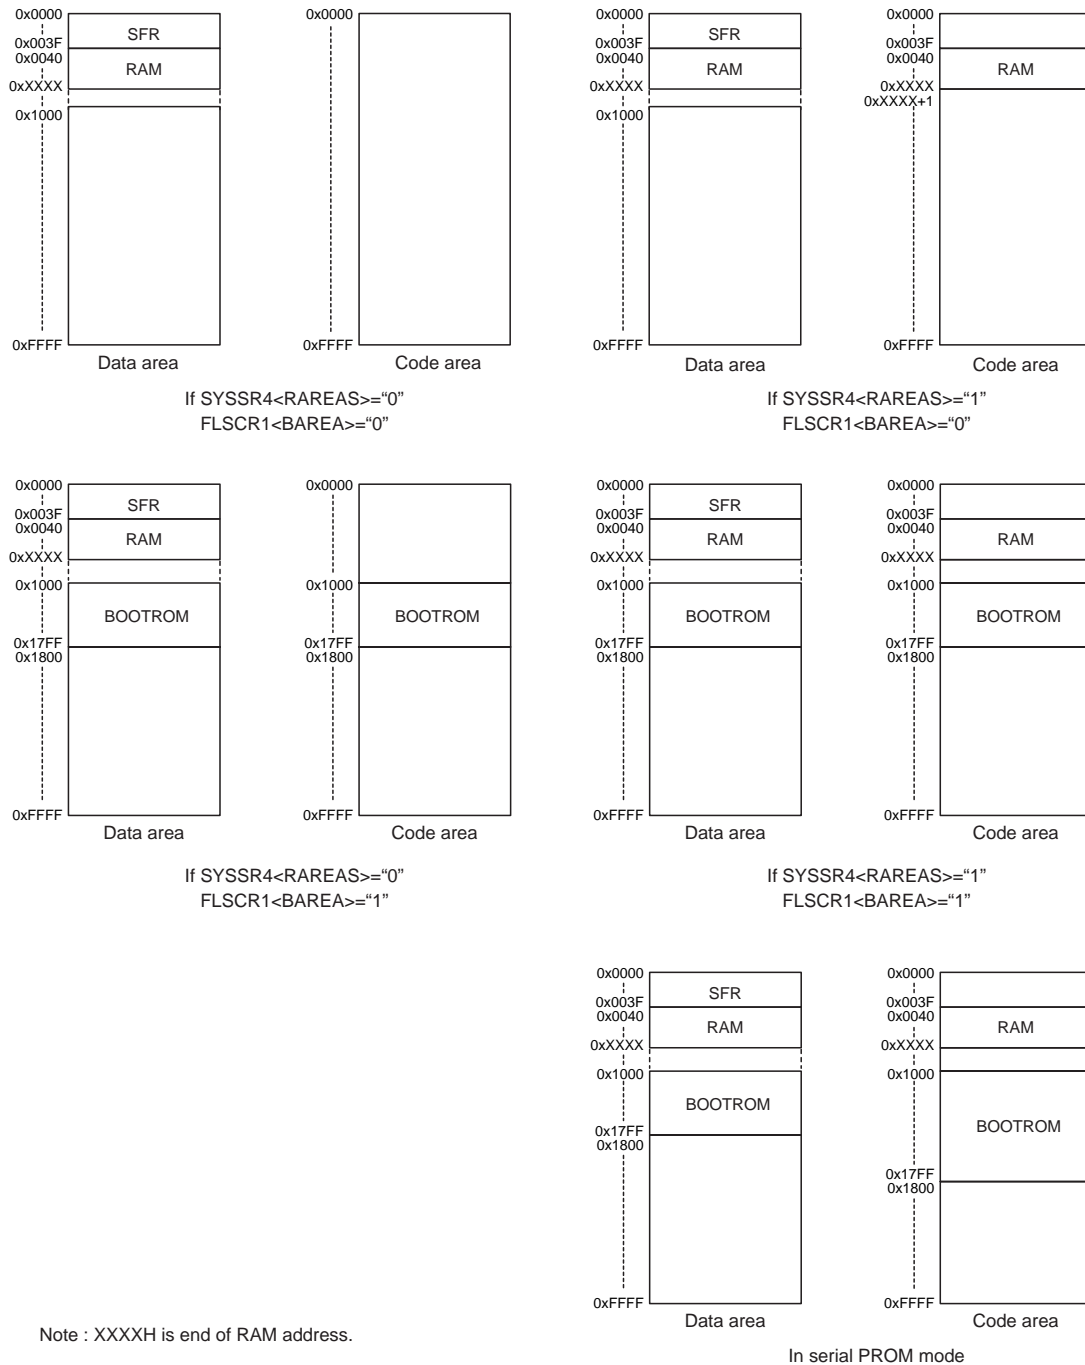 0x0000
SFR
0x003F
0x0040
RAM
0xXXXX
0x1000
0xFFFF
Data area
0x0000
0xFFFF
Code area
If SYSSR4<RAREAS>=“0”
FLSCR1<BAREA>=“0”
0x0000
SFR
0x003F
0x0040
RAM
0xXXXX
0x1000
0xFFFF
Data area
0x0000
0x003F
0x0040
RAM
0xXXXX
0xXXXX+1
0xFFFF
Code area
If SYSSR4<RAREAS>=“1”
FLSCR1<BAREA>=“0”
0x0000
SFR
0x003F
0x0040
RAM
0xXXXX
0x1000
BOOTROM
0x17FF
0x1800
0xFFFF
Data area
0x0000
0x1000
BOOTROM
0x17FF
0x1800
0xFFFF
Code area
If SYSSR4<RAREAS>=“0”
FLSCR1<BAREA>=“1”
0x0000
SFR
0x003F
0x0040
RAM
0xXXXX
0x1000
BOOTROM
0x17FF
0x1800
0xFFFF
Data area
0x0000
0x003F
0x0040
RAM
0xXXXX
0x1000
BOOTROM
0x17FF
0x1800
0xFFFF
Code area
If SYSSR4<RAREAS>=“1”
FLSCR1<BAREA>=“1”
0x0000
SFR
0x003F
0x0040
RAM
0xXXXX
0x1000
BOOTROM
0x17FF
0x1800
0xFFFF
Data area
0x0000
0x003F
0x0040
RAM
0xXXXX
0x1000
BOOTROM
0x17FF
0x1800
0xFFFF
Code area
In serial PROM mode
Note : XXXXH is end of RAM address.